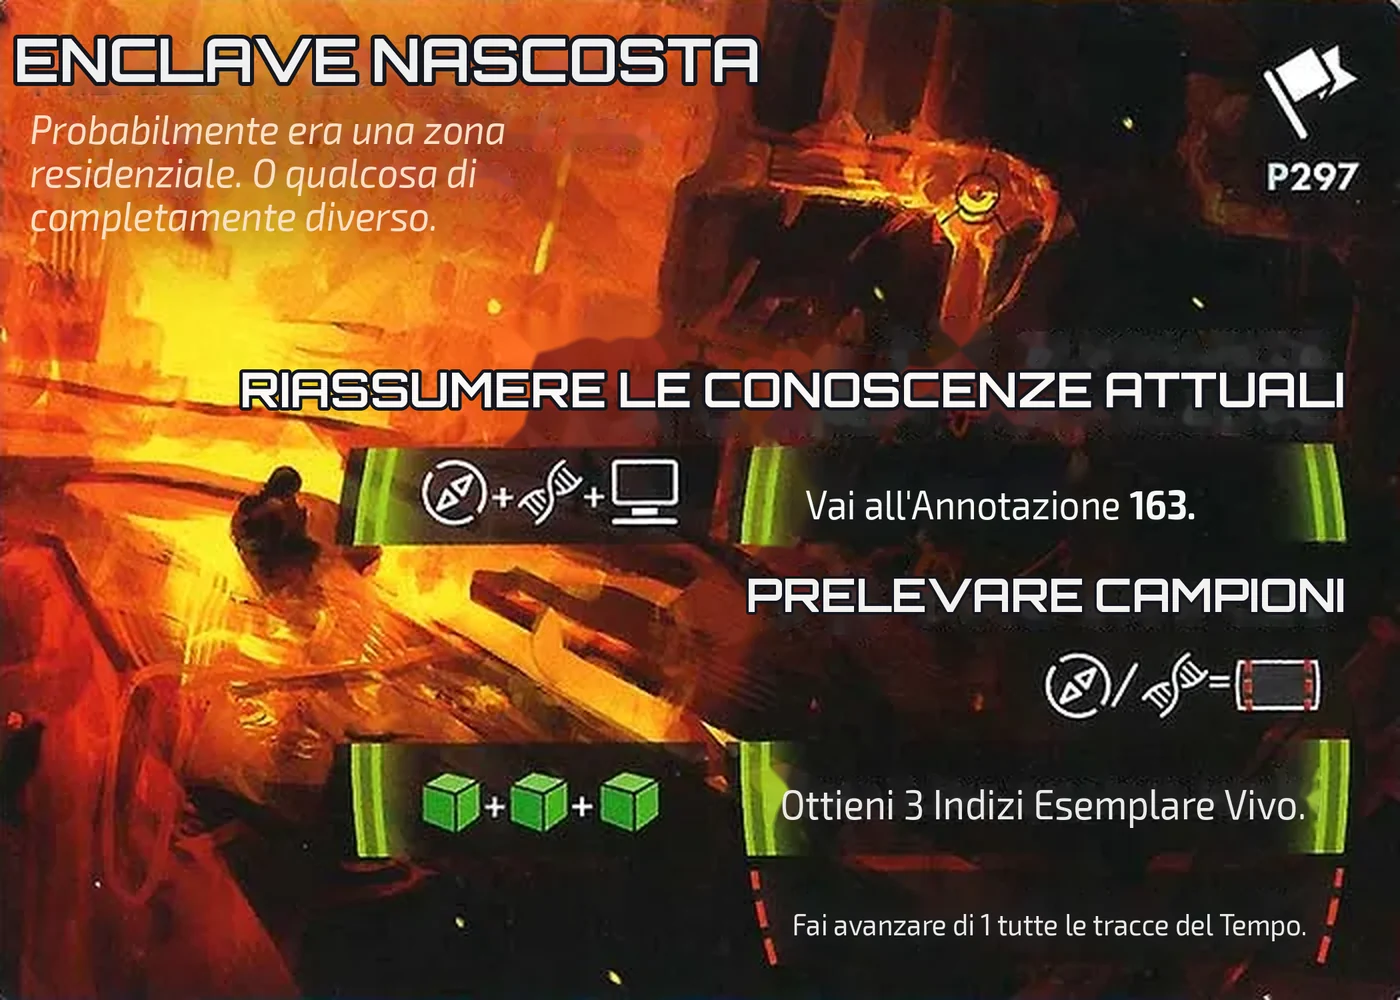 ENCLAVE NASCOSTA
Probabilmente era una zona
residenziale. O qualcosa di
completamente diverso.
P297
RIASSUMERE LE CONOSCENZE ATTUALI
+ +
Vai all'Annotazione 163.
PRELEVARE CAMPIONI
/ =
+ +
Ottieni 3 Indizi Esemplare Vivo.
Fai avanzare di 1 tutte le tracce del Tempo.